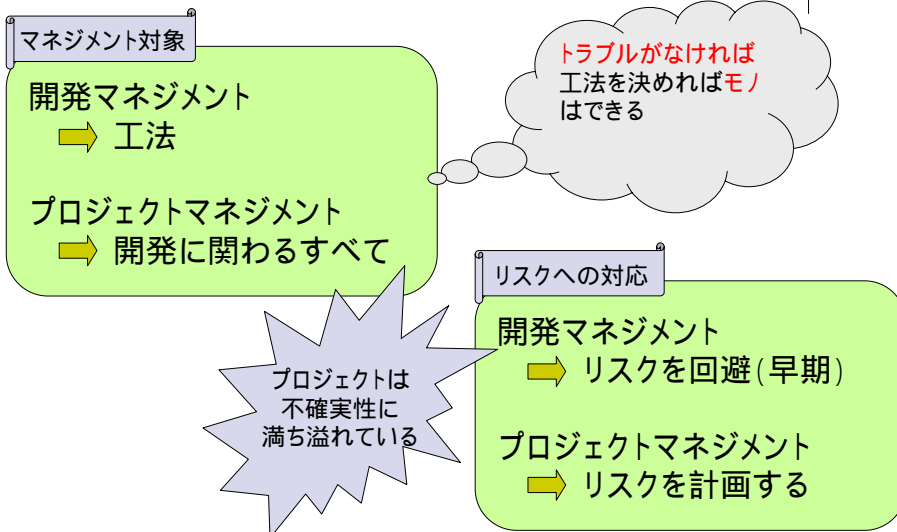 マネジメント対象
開発マネジメント
工法
プロジェクトマネジメント
開発に関わるすべて
トラブルがなければ
工法を決めればモノ
はできる
プロジェクトは
不確実性に
満ち溢れている
リスクへの対応
開発マネジメント
リスクを回避(早期)
プロジェクトマネジメント
リスクを計画する